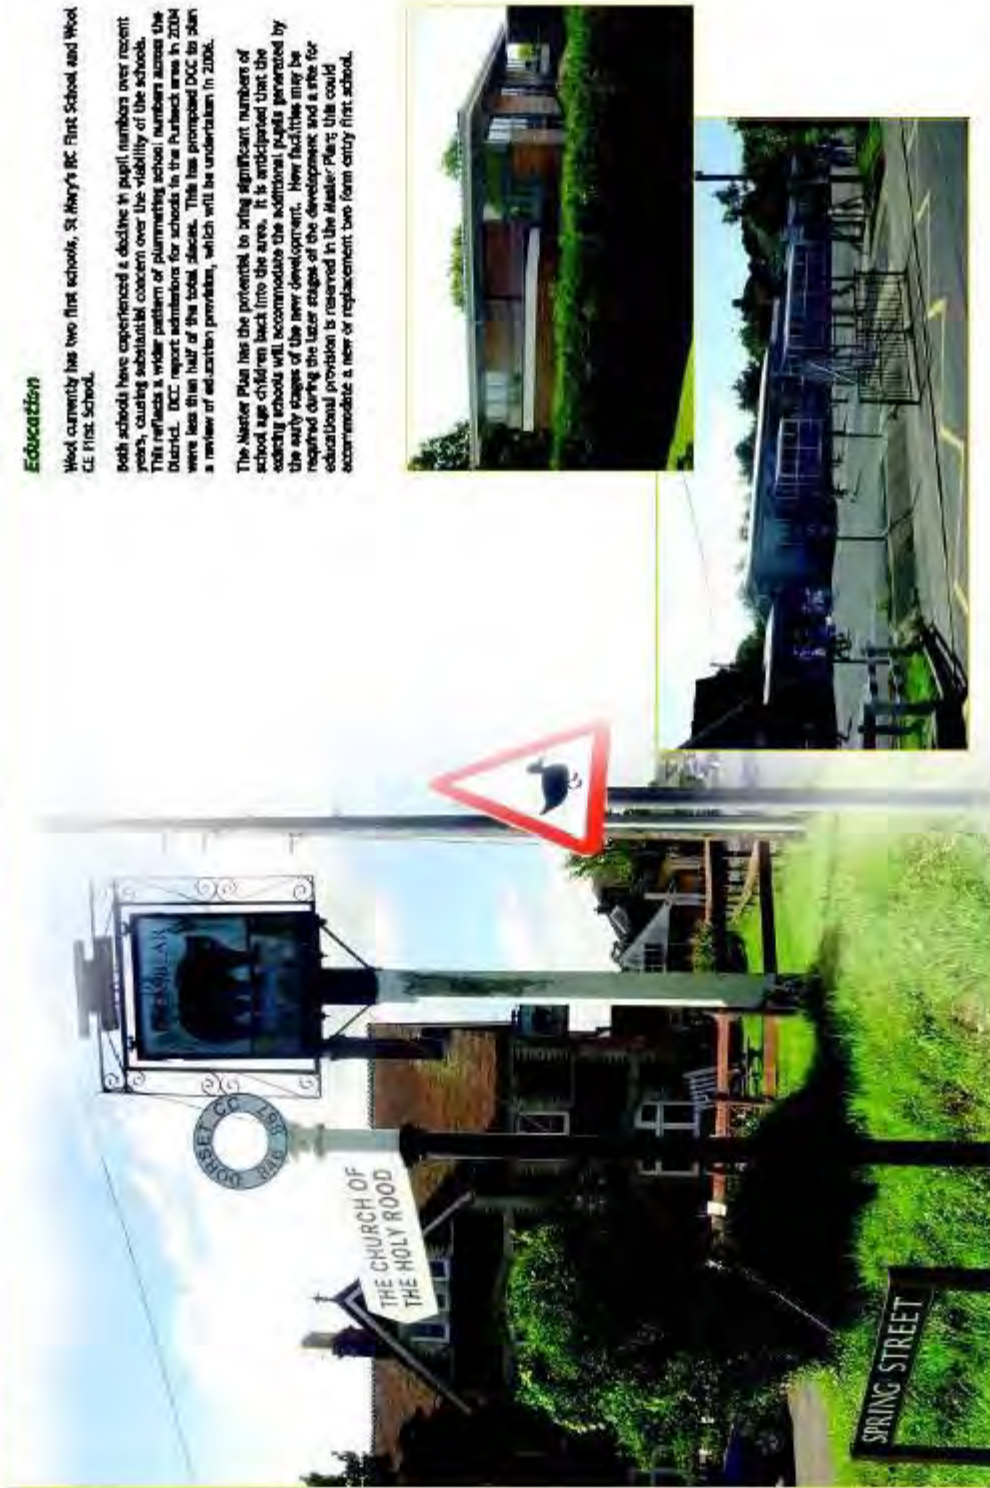 Education
Wool currently has two first schools, St Mary's RC First School and Wool
CE First School.
Both schools have experienced a decline in pupil numbers over recent
years, causing substantial concern over the viability of the schools.
This reflects a wider pattern of plummeting school numbers across the
District. DCC report admissions for schools in the Purbeck area in 2004
were less than half of the total places. This has prompted DCC to plan
a review of education provision, which will be undertaken in 2006.
The Master Plan has the potential to bring significant numbers of
school age children back into the area. It is anticipated that the
existing schools will accommodate the additional pupils generated by
the early stages of the new development. New facilities may be
required during the later stages of the development and a site for
educational provision is reserved in the Master Plan; this could
accommodate a new or replacement two form entry first school.
BEAR
DORSET CC
846 867
THE CHURCH OF
THE HOLY ROOD
SPRING STREET